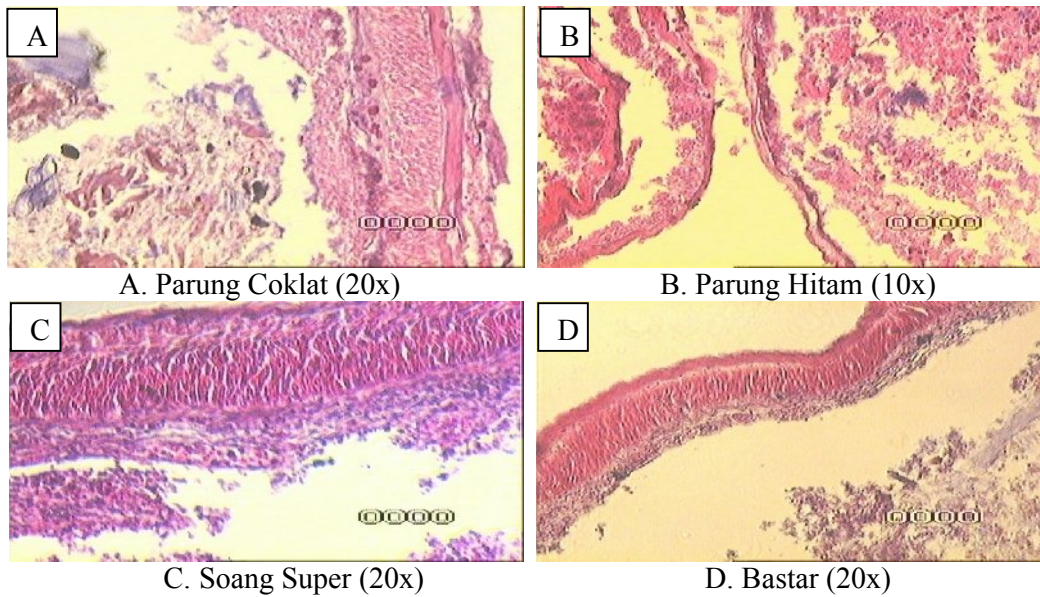 A
B
A. Parung Coklat (20x)
B. Parung Hitam (10x)
C
D
C. Soang Super (20x)
D. Bastar (20x)